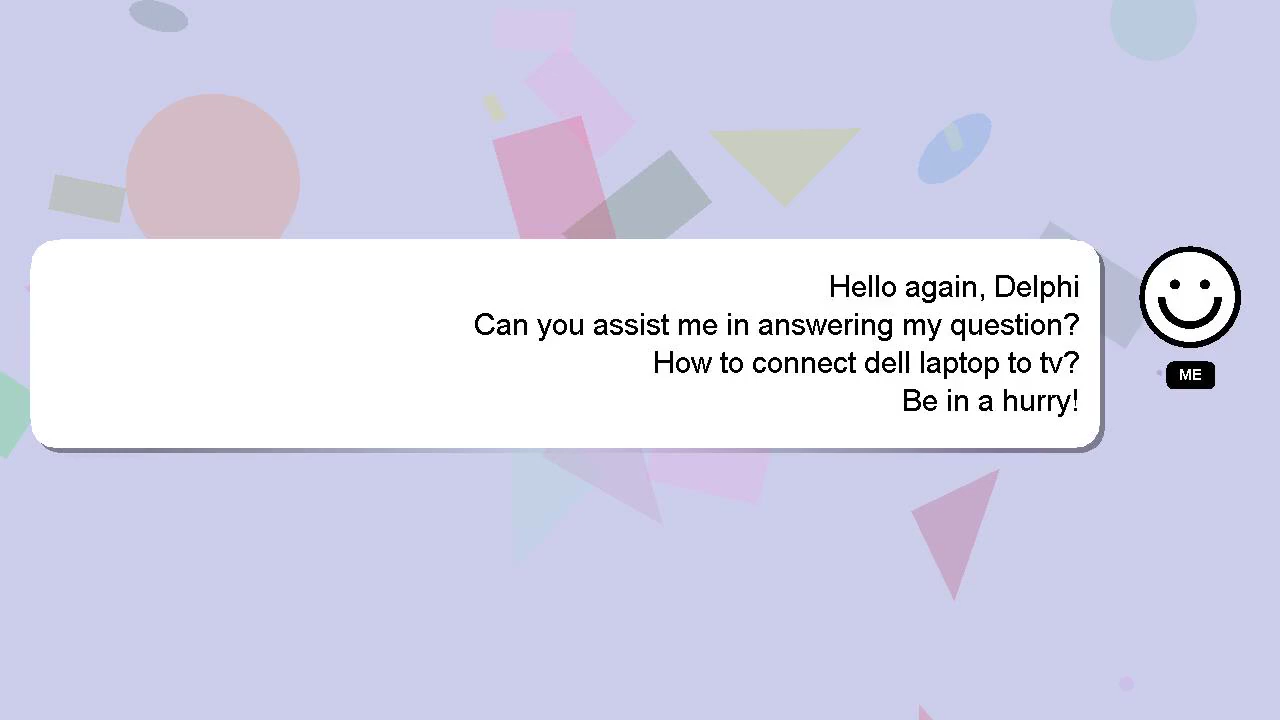 Hello again, Delphi
Can you assist me in answering my question?
How to connect dell laptop to tv?
Be in a hurry!
ME